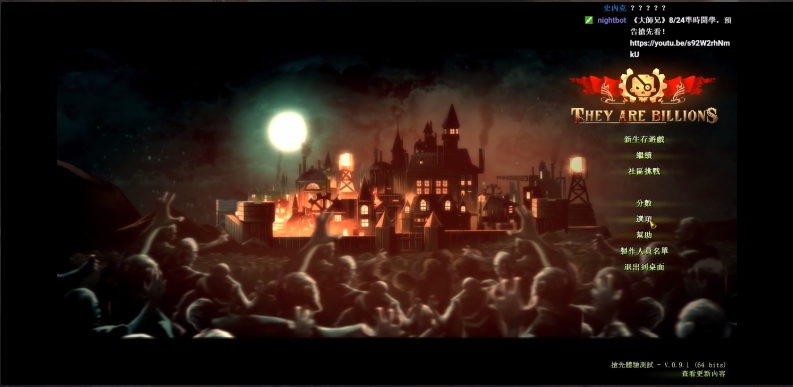 史內克 ? ? ? ? ?
nightbot 《大師兄》8/24準時開學，預
告搶先看!
https://youtu.be/s92W2rhNm
kU
THEY ARE BILLIONS
新生存遊戲
繼續
社區挑戰
分數
選項
幫助
製作人員名單
退出到桌面
搶先體驗測試 - V.0.9.1 (64 bits)
查看更新內容